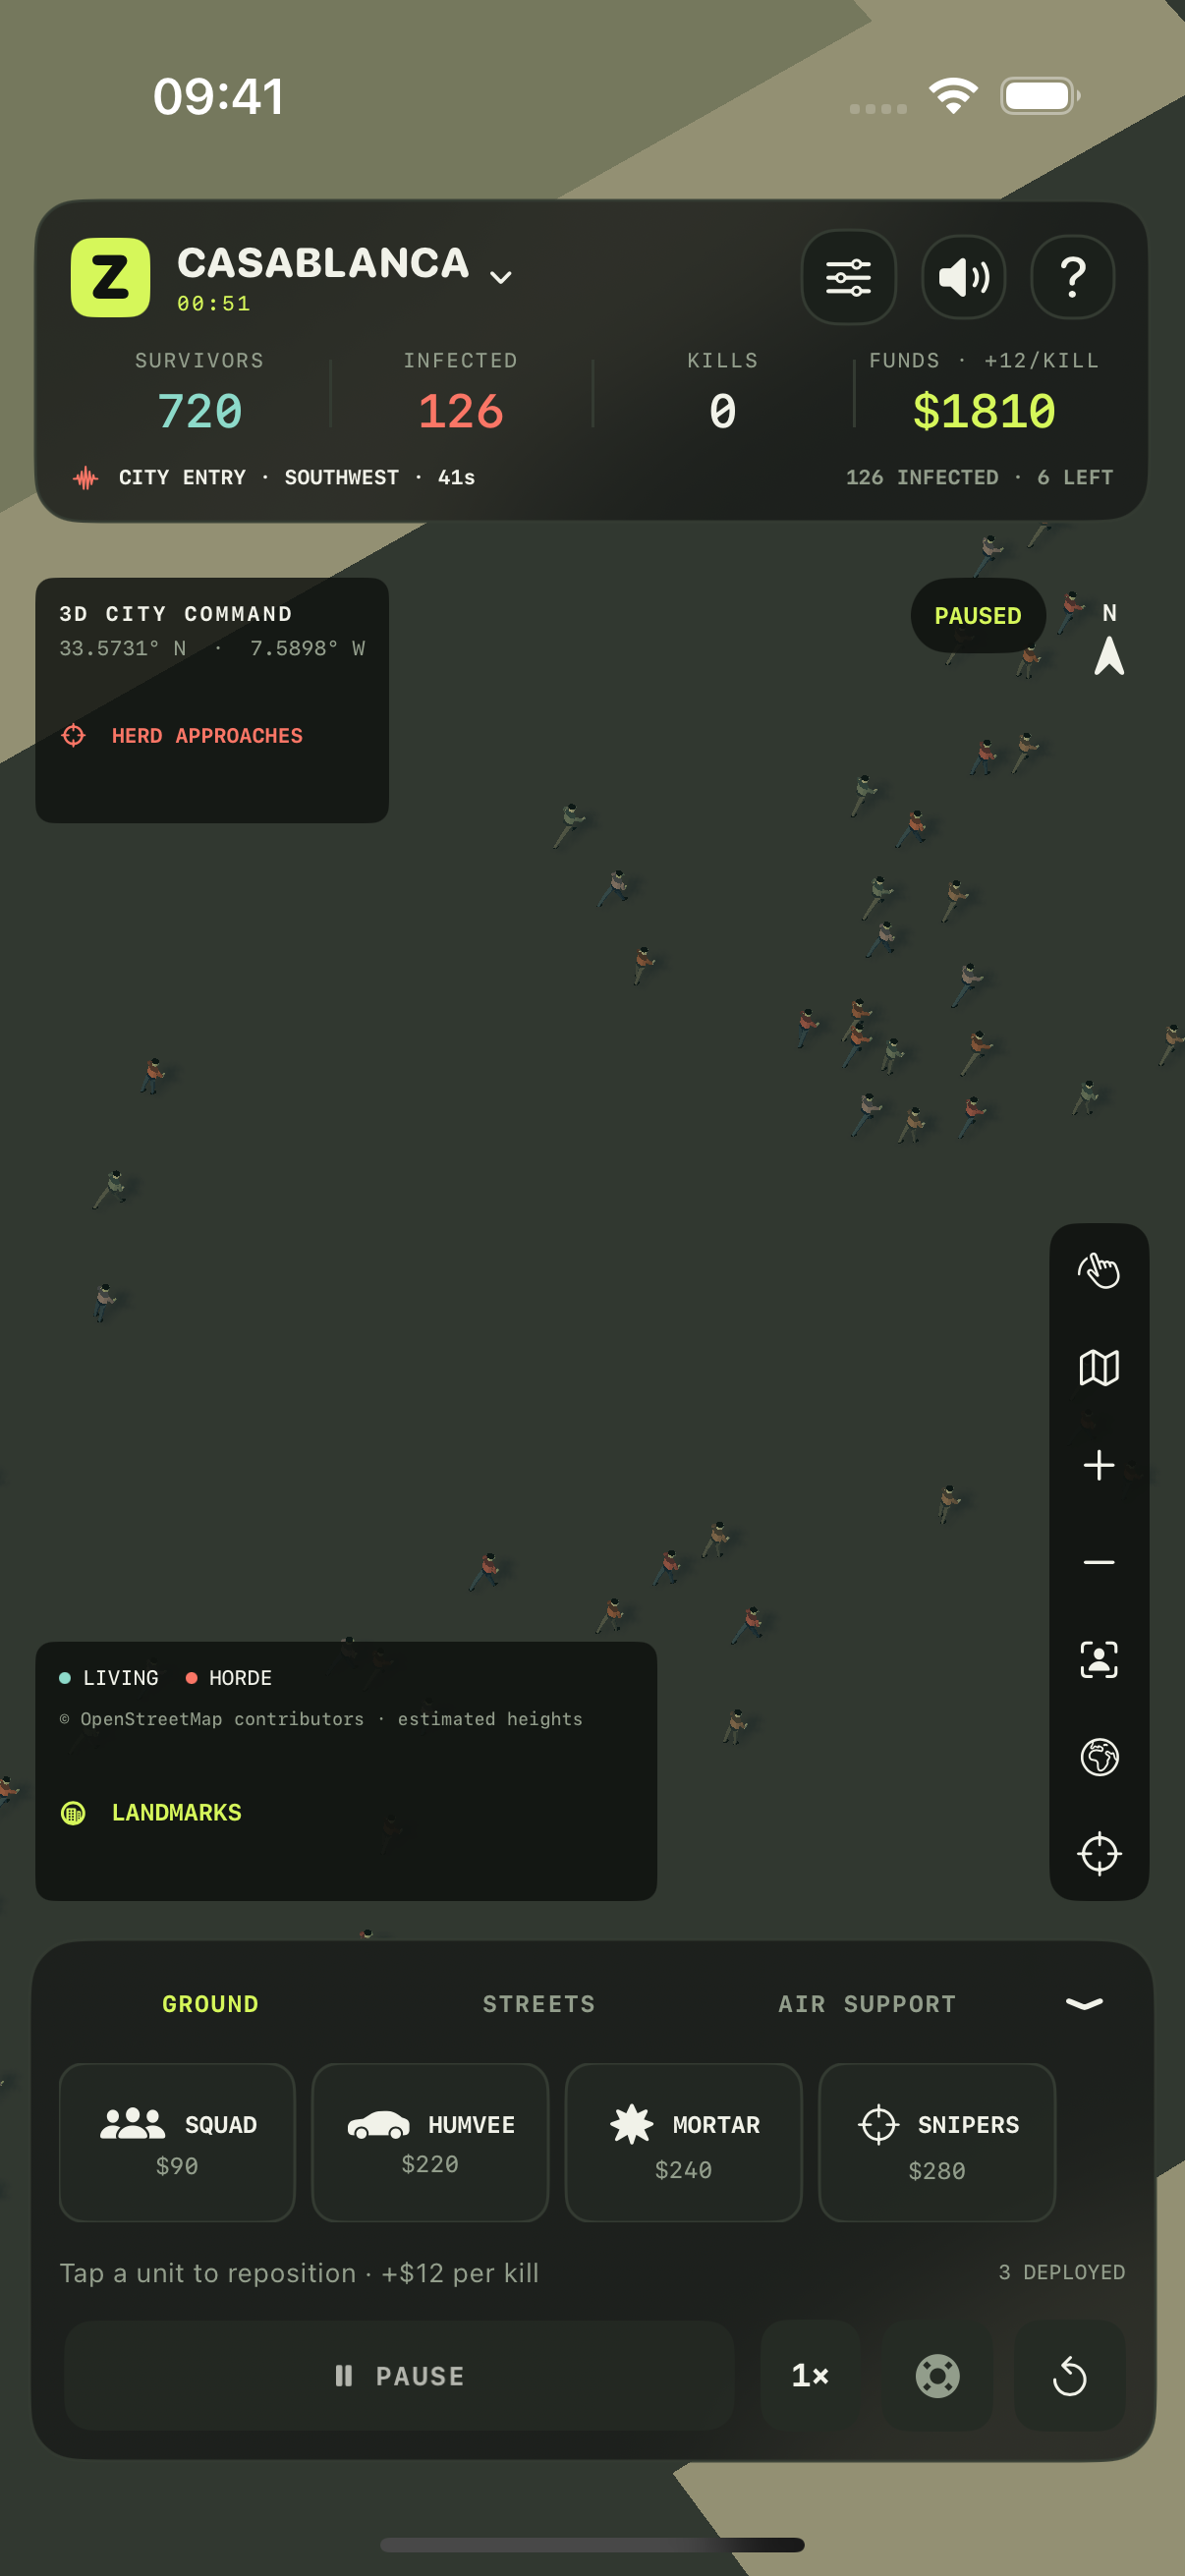 09:41
Z
CASABLANCA
00:51
?
SURVIVORS INFECTED KILLS FUNDS · +12/KILL
720 126 0 $1810
CITY ENTRY · SOUTHWEST · 41s 126 INFECTED · 6 LEFT
3D CITY COMMAND
33.5731° N · 7.5898° W
HERD APPROACHES
PAUSED
N
LIVING HORDE
© OpenStreetMap contributors · estimated heights
LANDMARKS
GROUND STREETS AIR SUPPORT
SQUAD HUMVEE MORTAR SNIPERS
$90 $220 $240 $280
Tap a unit to reposition · +$12 per kill 3 DEPLOYED
PAUSE 1×